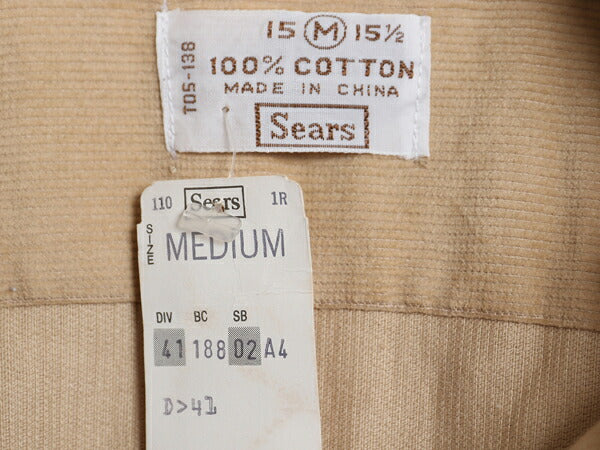 15 M 15½
100% COTTON
MADE IN CHINA
Sears
T05-138
110 Sears 1R
SIZE MEDIUM
DIV BC SB
41 188 02 A4
D>41